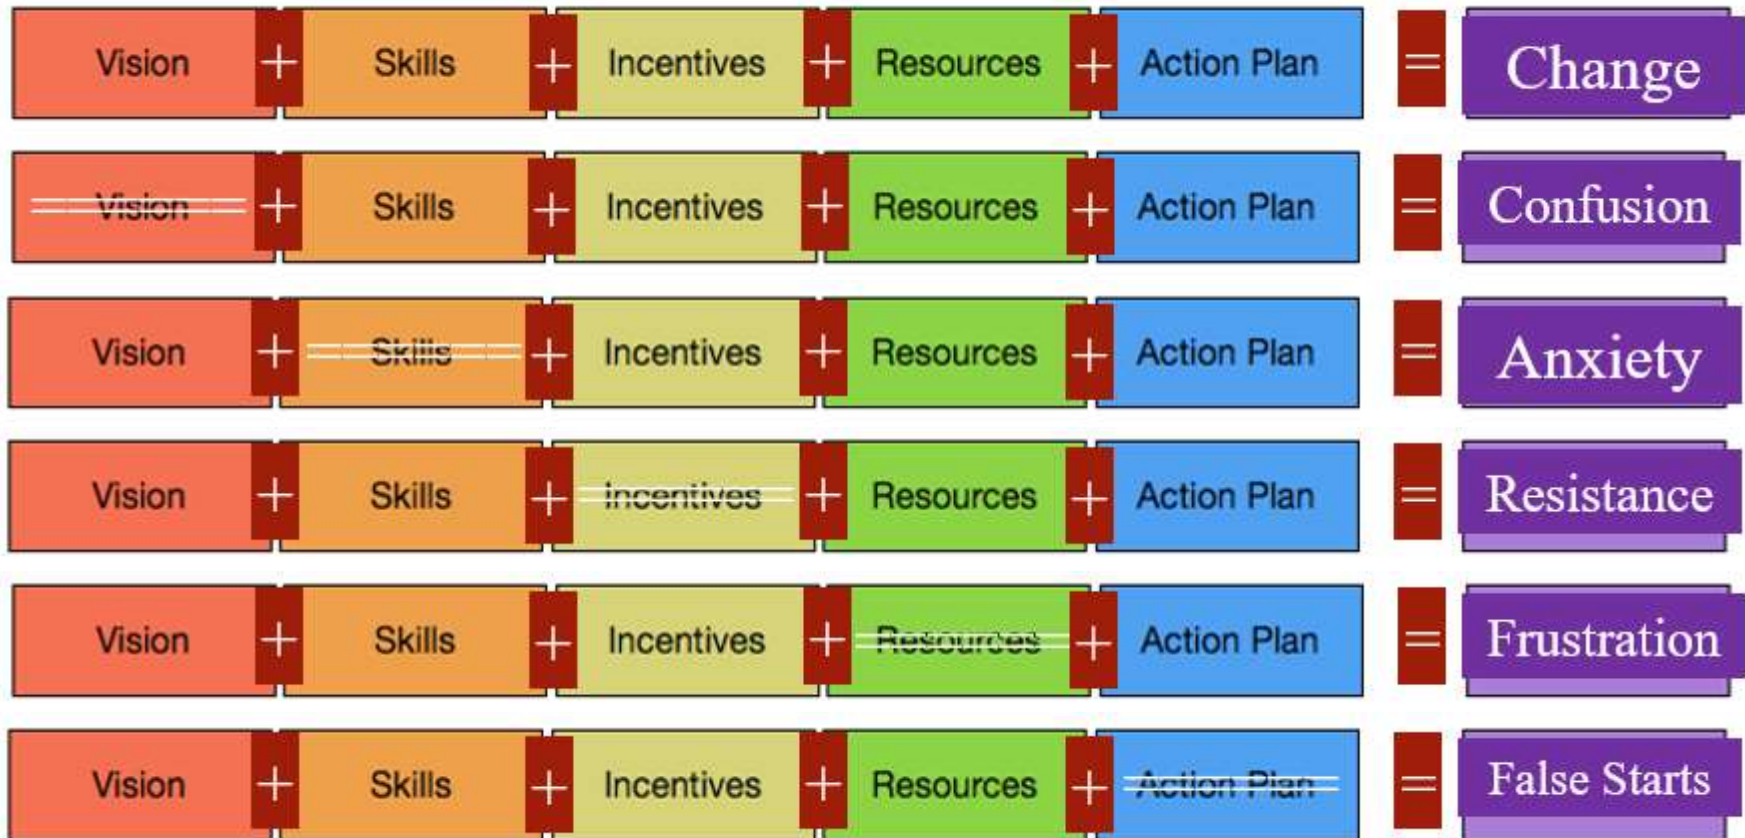 Vision + Skills + Incentives + Resources + Action Plan = Change
Vision + Skills + Incentives + Resources + Action Plan = Confusion
Vision + Skills + Incentives + Resources + Action Plan = Anxiety
Vision + Skills + Incentives + Resources + Action Plan = Resistance
Vision + Skills + Incentives + Resources + Action Plan = Frustration
Vision + Skills + Incentives + Resources + Action Plan = False Starts